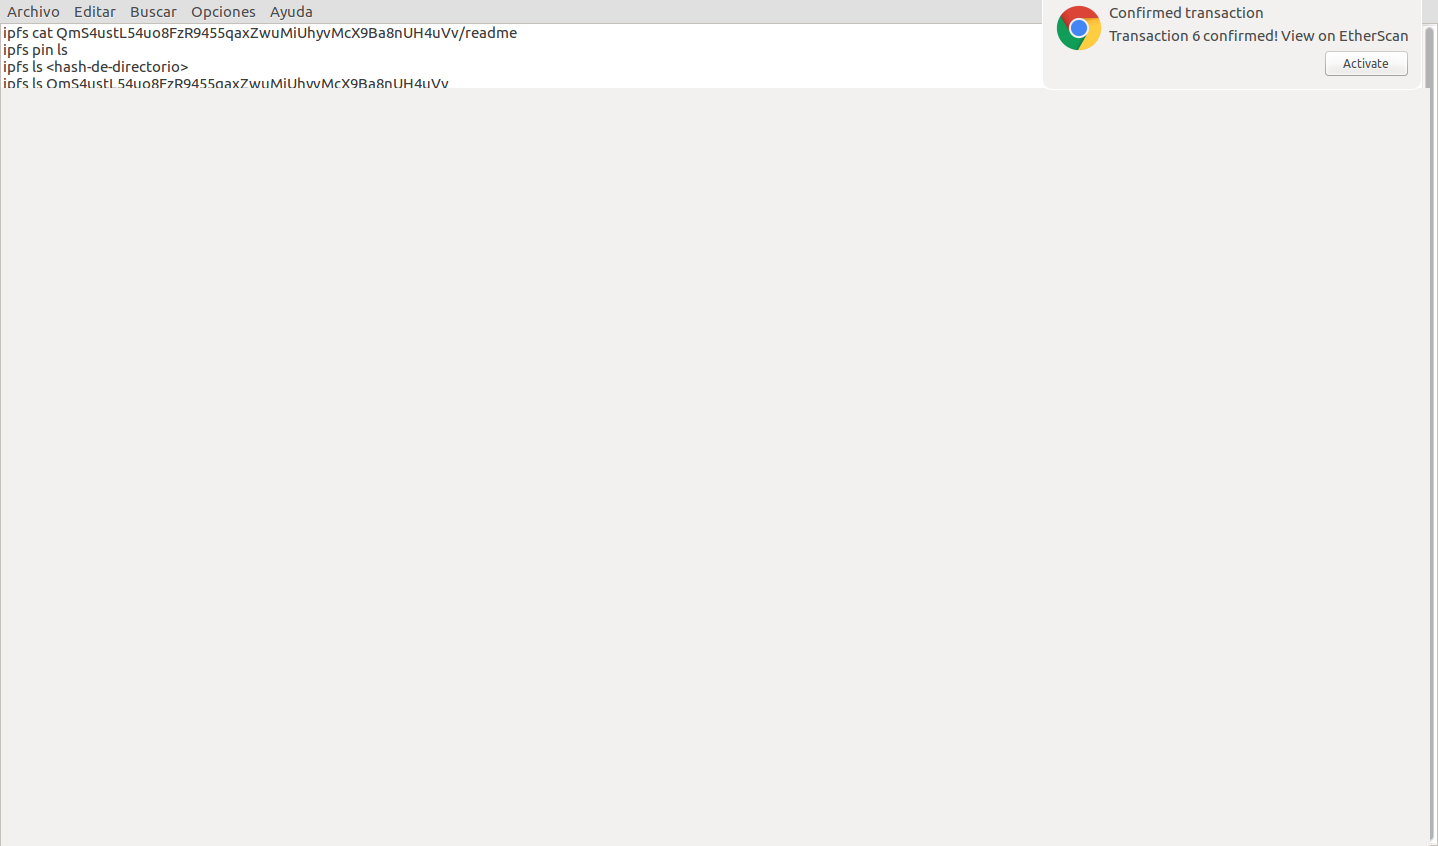 Archivo Editar Buscar Opciones Ayuda
ipfs cat QmS4ustL54uo8FzR9455qaxZwuMiUhyvMcX9Ba8nUH4uVv/readme
ipfs pin ls
ipfs ls <hash-de-directorio>
ipfs ls QmS4ustL54uo8FzR9455qaxZwuMiUhyvMcX9Ba8nUH4uVv
Confirmed transaction
Transaction 6 confirmed! View on EtherScan
Activate